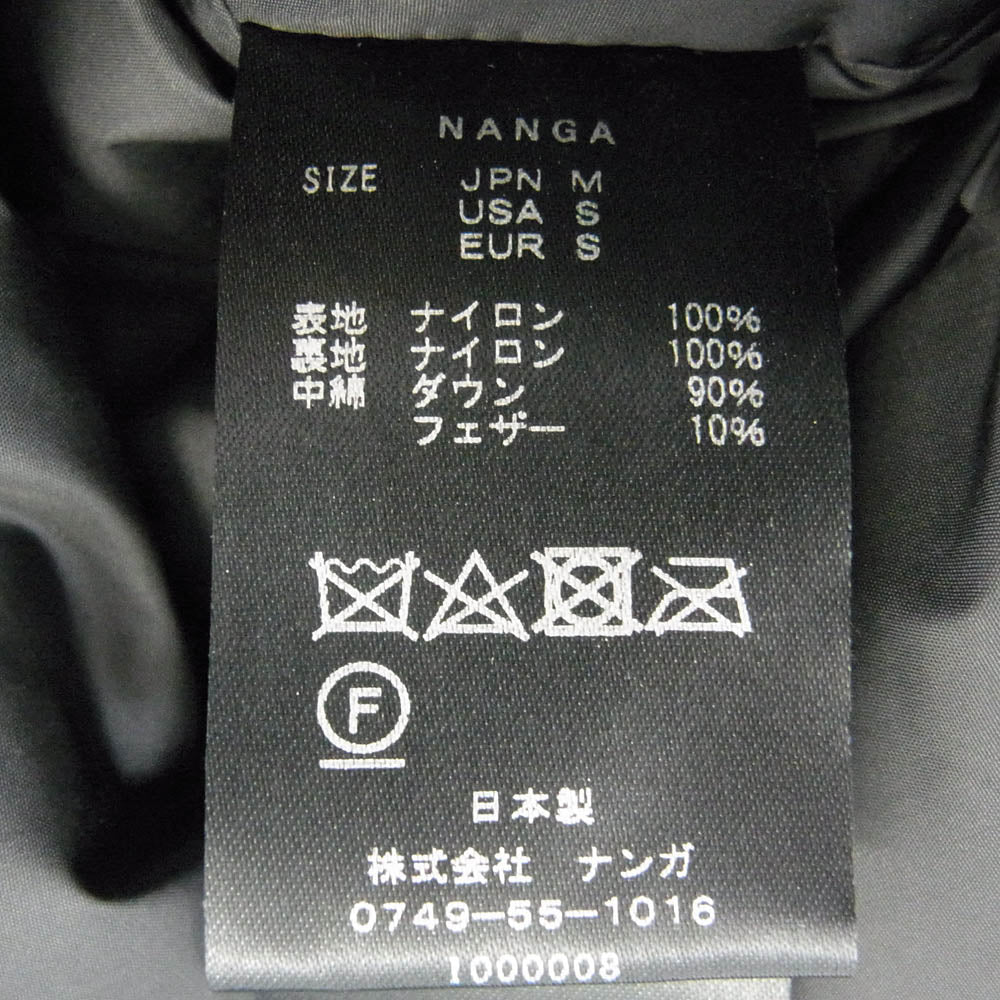 NANGA
SIZE JPN M
USA S
EUR S
表地 ナイロン 100%
裏地 ナイロン 100%
中綿 ダウン 90%
フェザー 10%
F
日本製
株式会社 ナンガ
0749-55-1016
1000008